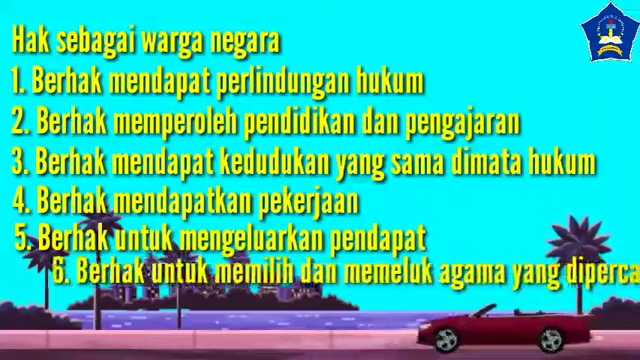 Hak sebagai warga negara
1. Berhak mendapat perlindungan hukum
2. Berhak memperoleh pendidikan dan pengajaran
3. Berhak mendapat kedudukan yang sama dimata hukum
4. Berhak mendapatkan pekerjaan
5. Berhak untuk mengeluarkan pendapat
6. Berhak untuk memilih dan memeluk agama yang diperca